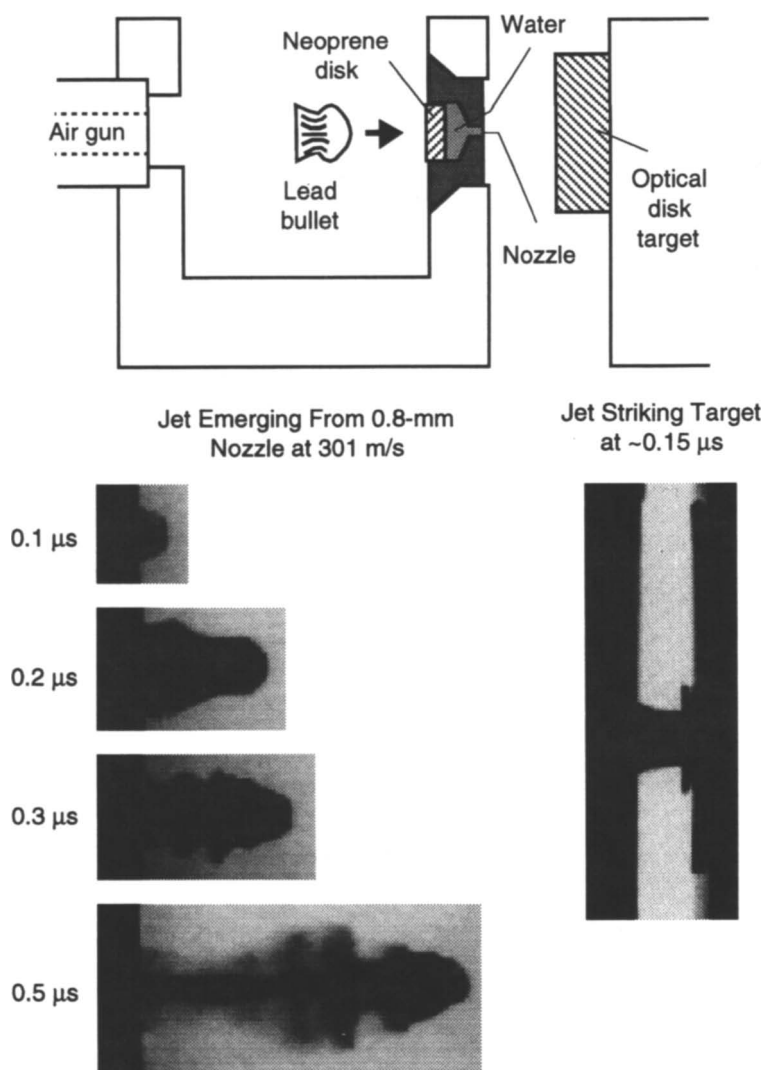 Neoprene
disk
Water
Air gun
Lead
bullet
Nozzle
Optical
disk
target
Jet Emerging From 0.8-mm
Nozzle at 301 m/s
Jet Striking Target
at ~0.15 µs
0.1 µs
0.2 µs
0.3 µs
0.5 µs